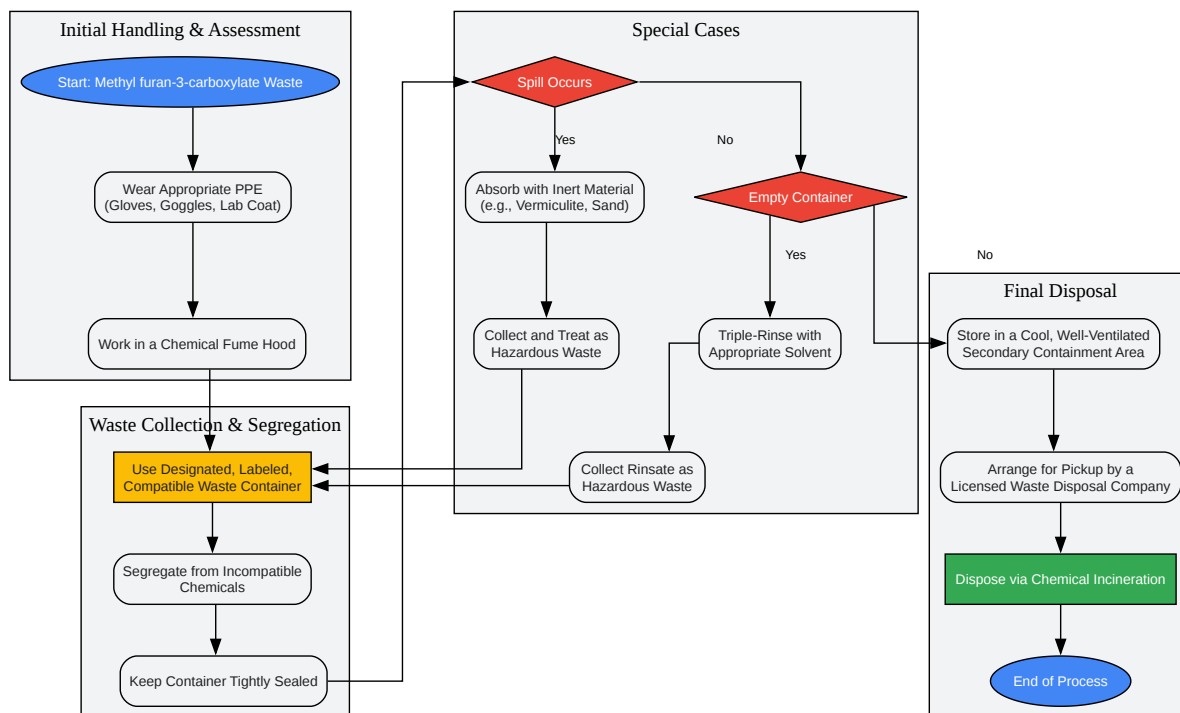 Initial Handling & Assessment
Start: Methyl furan-3-carboxylate Waste
Wear Appropriate PPE
(Gloves, Goggles, Lab Coat)
Work in a Chemical Fume Hood
Waste Collection & Segregation
Use Designated, Labeled,
Compatible Waste Container
Segregate from Incompatible
Chemicals
Keep Container Tightly Sealed
Special Cases
Spill Occurs
Yes
No
Absorb with Inert Material
(e.g., Vermiculite, Sand)
Empty Container
Yes
No
Collect and Treat as
Hazardous Waste
Triple-Rinse with
Appropriate Solvent
Collect Rinsate as
Hazardous Waste
Final Disposal
Store in a Cool, Well-Ventilated
Secondary Containment Area
Arrange for Pickup by a
Licensed Waste Disposal Company
Dispose via Chemical Incineration
End of Process